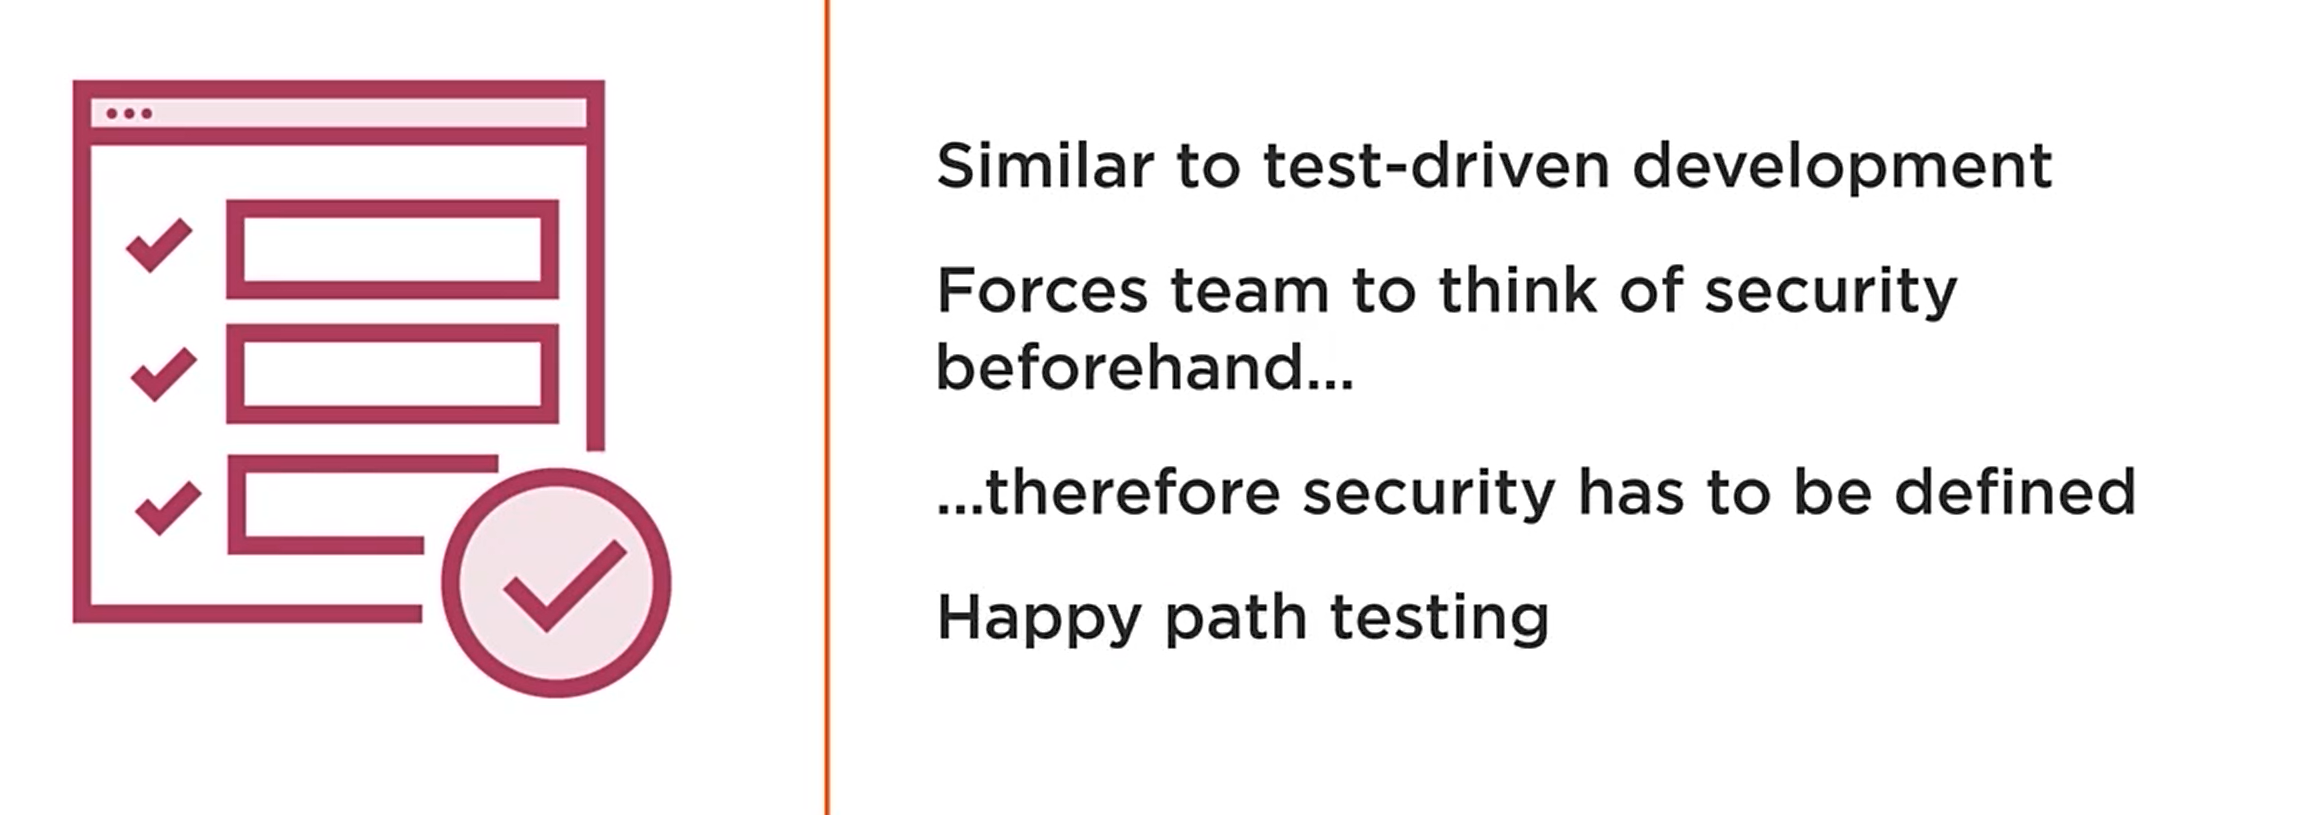 Similar to test-driven development
Forces team to think of security
beforehand...
...therefore security has to be defined
Happy path testing